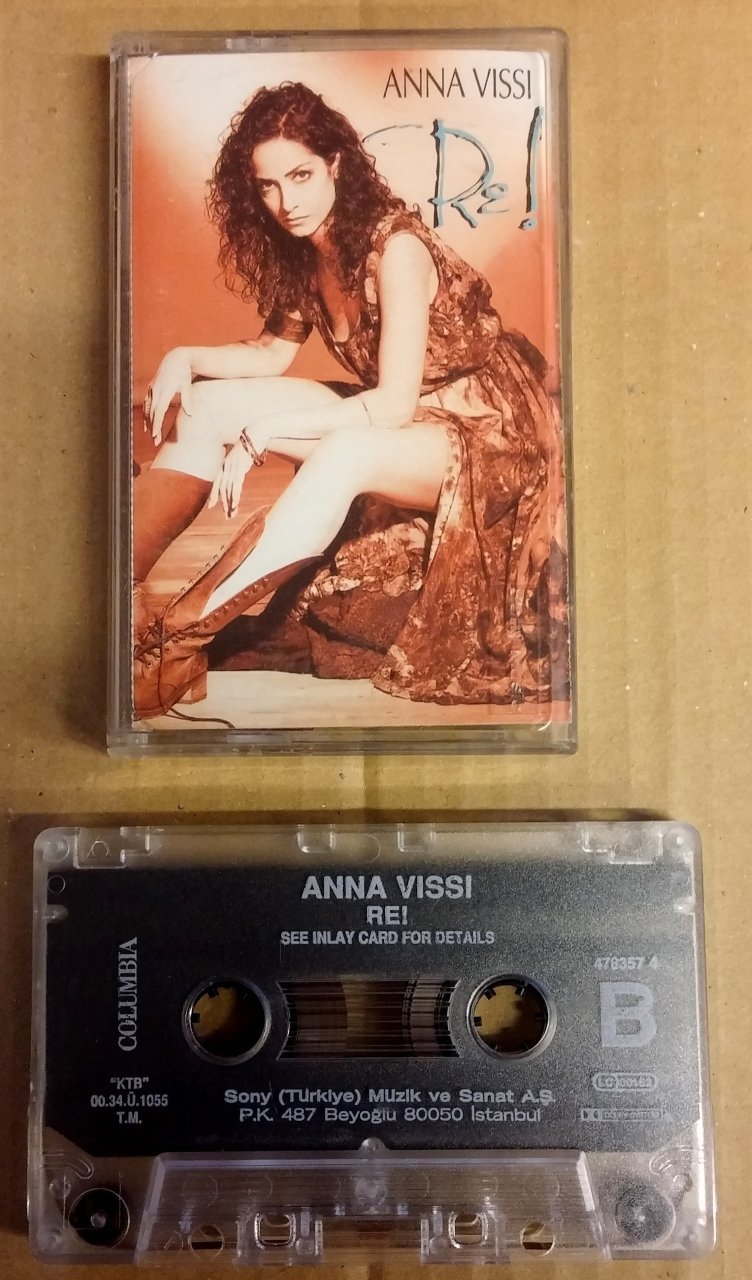 ANNA VISSI
Re!
ANNA VISSI
RE!
SEE INLAY CARD FOR DETAILS
COLUMBIA
478357 4
B
"KTB"
00.34.Ü.1055
T.M.
Sony (Türkiye) Müzik ve Sanat A.Ş.
P.K. 487 Beyoğlu 80050 İstanbul